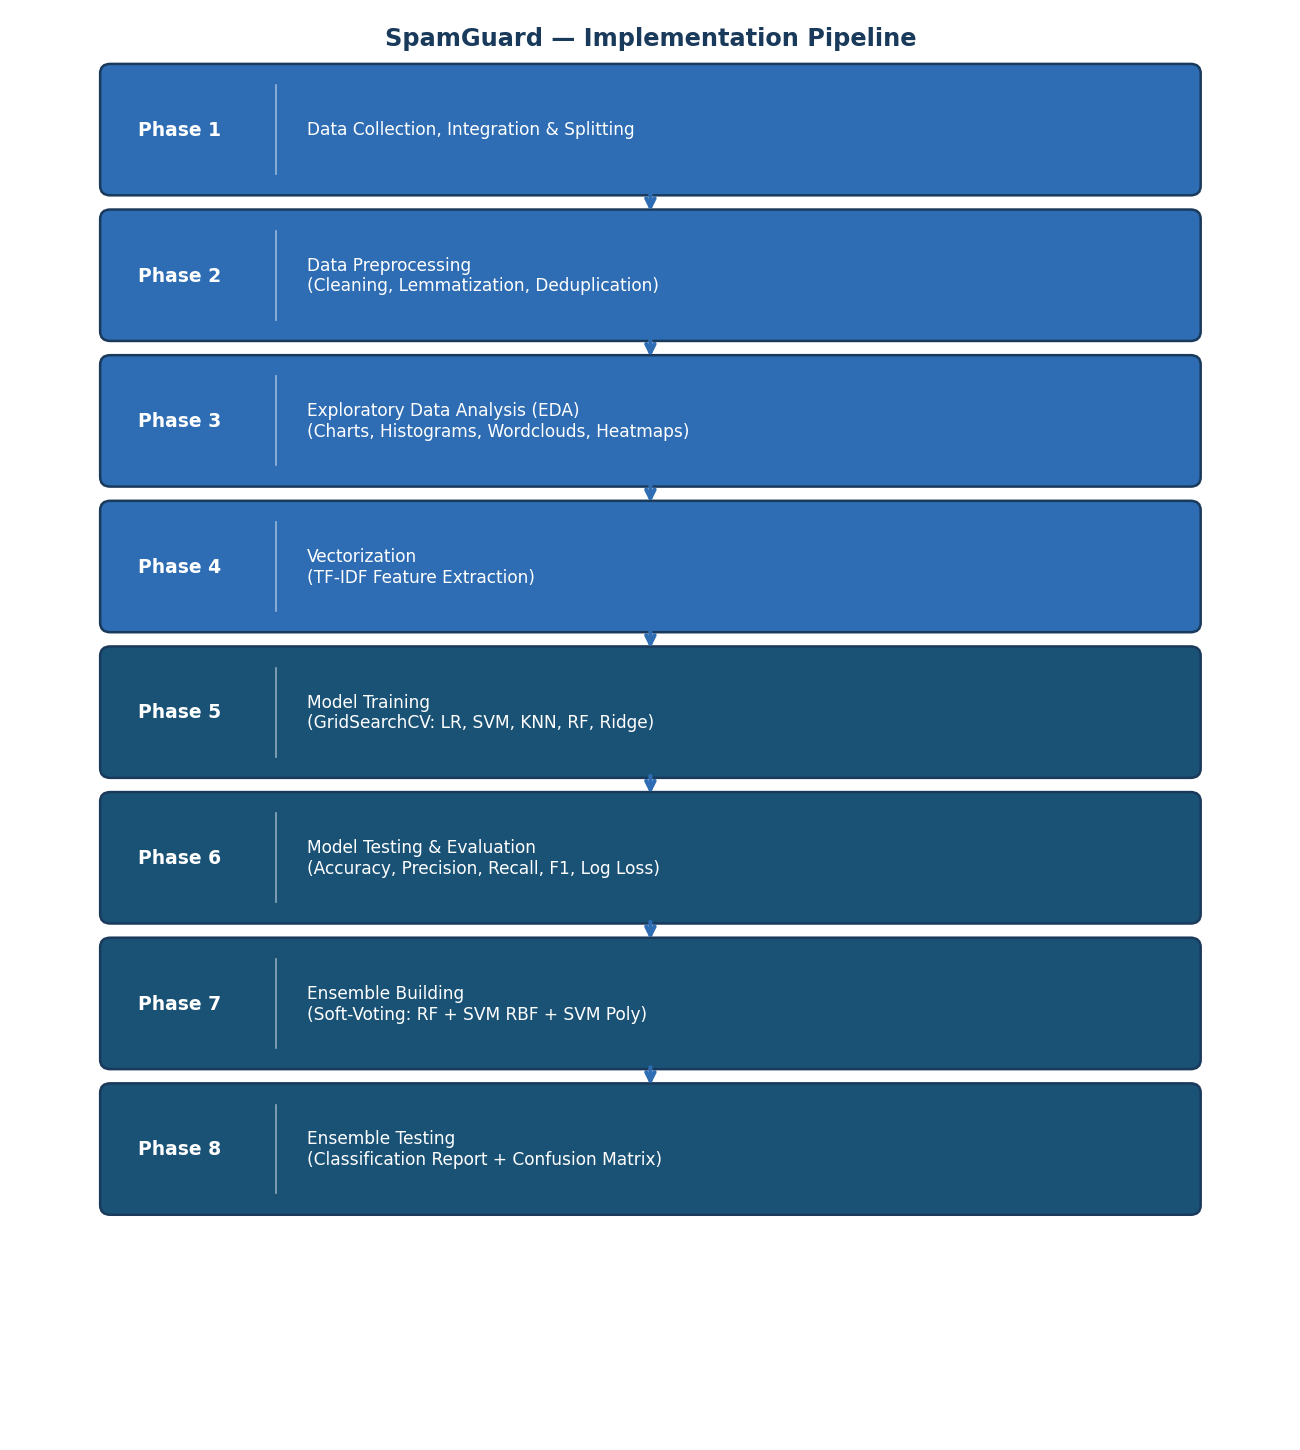 SpamGuard — Implementation Pipeline
Phase 1
Data Collection, Integration & Splitting
Phase 2
Data Preprocessing
(Cleaning, Lemmatization, Deduplication)
Phase 3
Exploratory Data Analysis (EDA)
(Charts, Histograms, Wordclouds, Heatmaps)
Phase 4
Vectorization
(TF-IDF Feature Extraction)
Phase 5
Model Training
(GridSearchCV: LR, SVM, KNN, RF, Ridge)
Phase 6
Model Testing & Evaluation
(Accuracy, Precision, Recall, F1, Log Loss)
Phase 7
Ensemble Building
(Soft-Voting: RF + SVM RBF + SVM Poly)
Phase 8
Ensemble Testing
(Classification Report + Confusion Matrix)